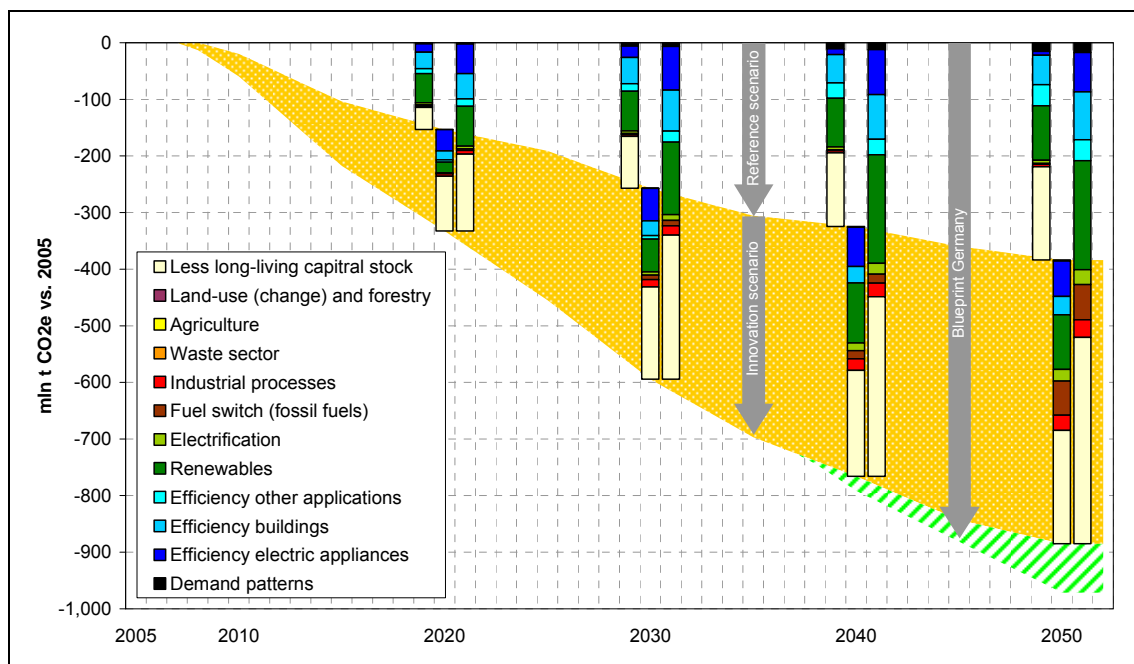 mln t CO2e vs. 2005
0
-100
-200
-300
-400
-500
-600
-700
-800
-900
-1,000
Less long-living capitral stock
Land-use (change) and forestry
Agriculture
Waste sector
Industrial processes
Fuel switch (fossil fuels)
Electrification
Renewables
Efficiency other applications
Efficiency buildings
Efficiency electric appliances
Demand patterns
Reference scenario
Innovation scenario
Blueprint Germany
2005
2010
2020
2030
2040
2050